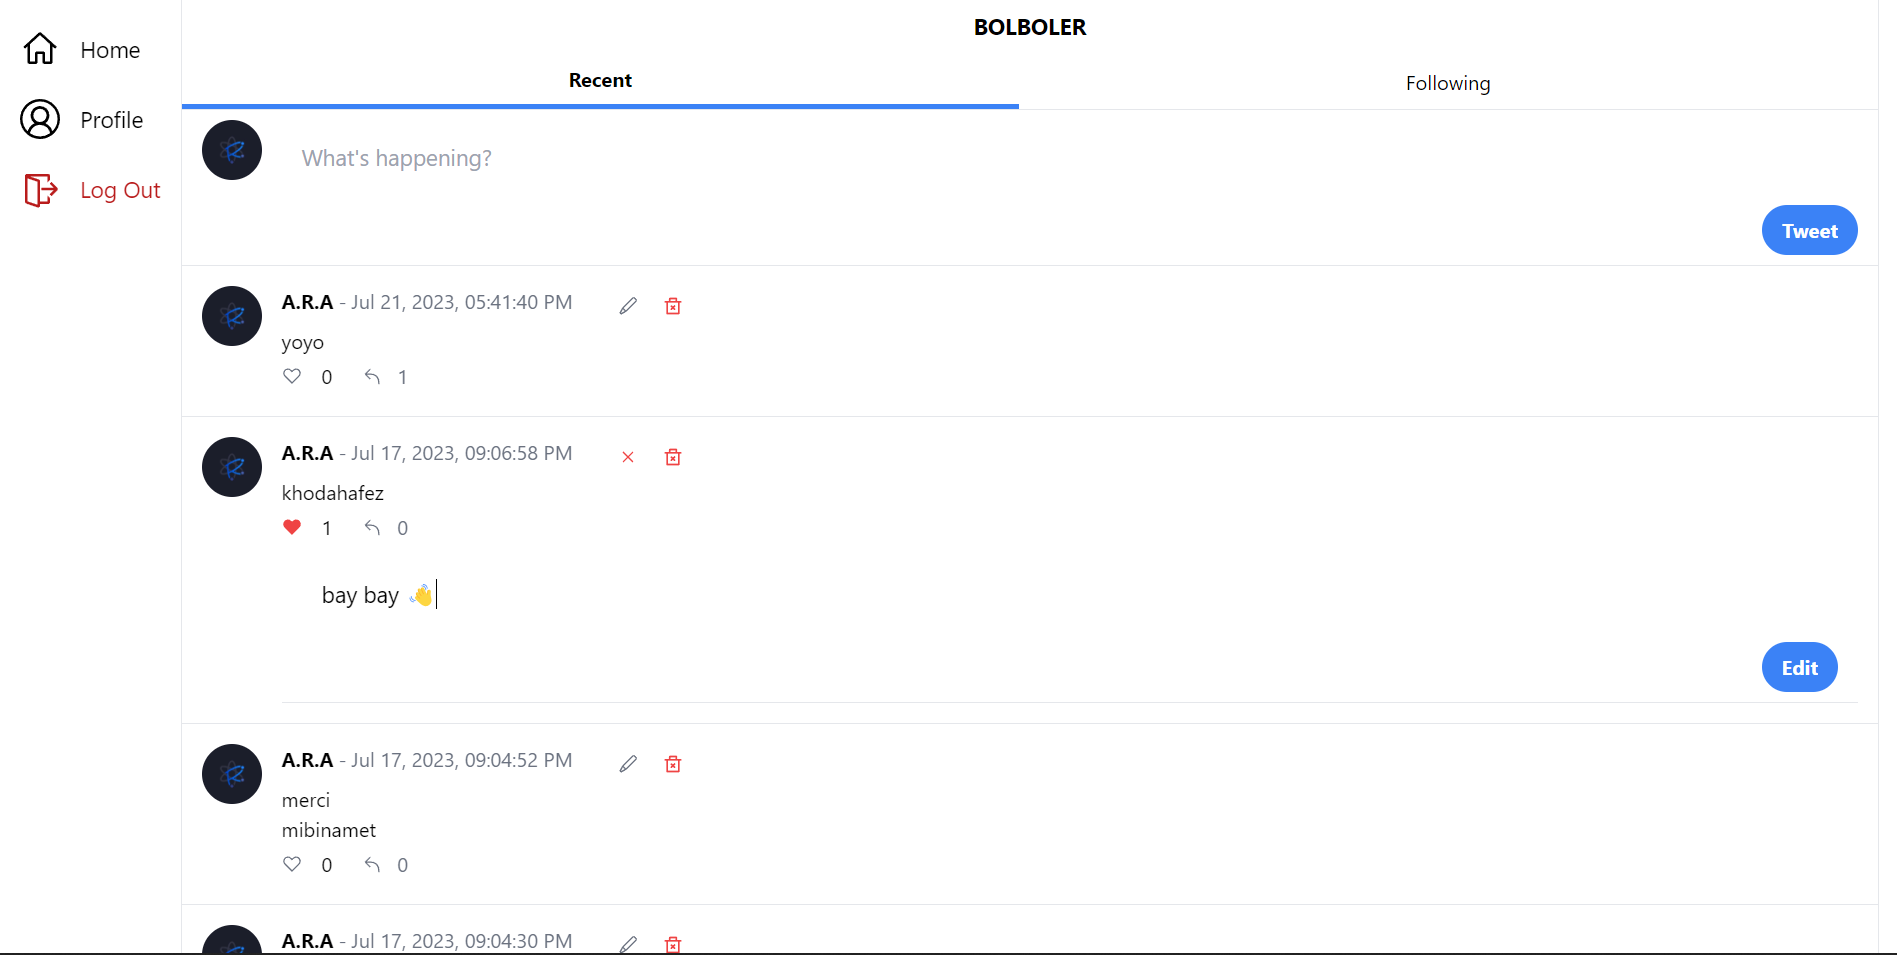 Home
Profile
Log Out
BOLBOLER
Recent
Following
What's happening?
Tweet
A.R.A - Jul 21, 2023, 05:41:40 PM
yoyo
0 1
A.R.A - Jul 17, 2023, 09:06:58 PM
khodahafez
1 0
bay bay 👋
Edit
A.R.A - Jul 17, 2023, 09:04:52 PM
merci
mibinamet
0 0
A.R.A - Jul 17, 2023, 09:04:30 PM